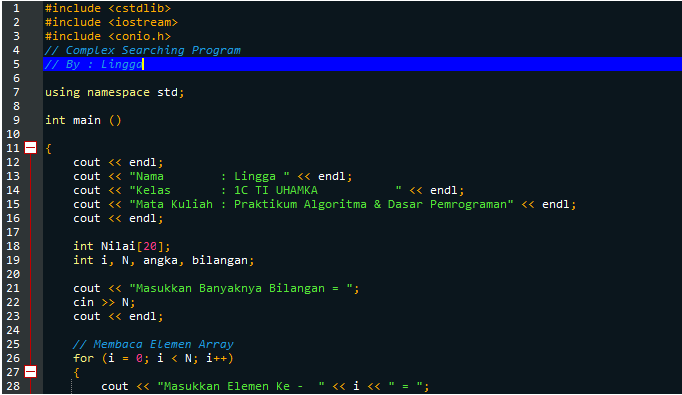 1 #include <cstdlib>
2 #include <iostream>
3 #include <conio.h>
4 // Complex Searching Program
5 // By : Lingga
6
7 using namespace std;
8
9 int main ()
10
11 {
12     cout << endl;
13     cout << "Nama        : Lingga " << endl;
14     cout << "Kelas       : 1C TI UHAMKA           " << endl;
15     cout << "Mata Kuliah : Praktikum Algoritma & Dasar Pemrograman" << endl;
16     cout << endl;
17
18     int Nilai[20];
19     int i, N, angka, bilangan;
20
21     cout << "Masukkan Banyaknya Bilangan = ";
22     cin >> N;
23     cout << endl;
24
25     // Membaca Elemen Array
26     for (i = 0; i < N; i++)
27     {
28         cout << "Masukkan Elemen Ke -  " << i << " = ";